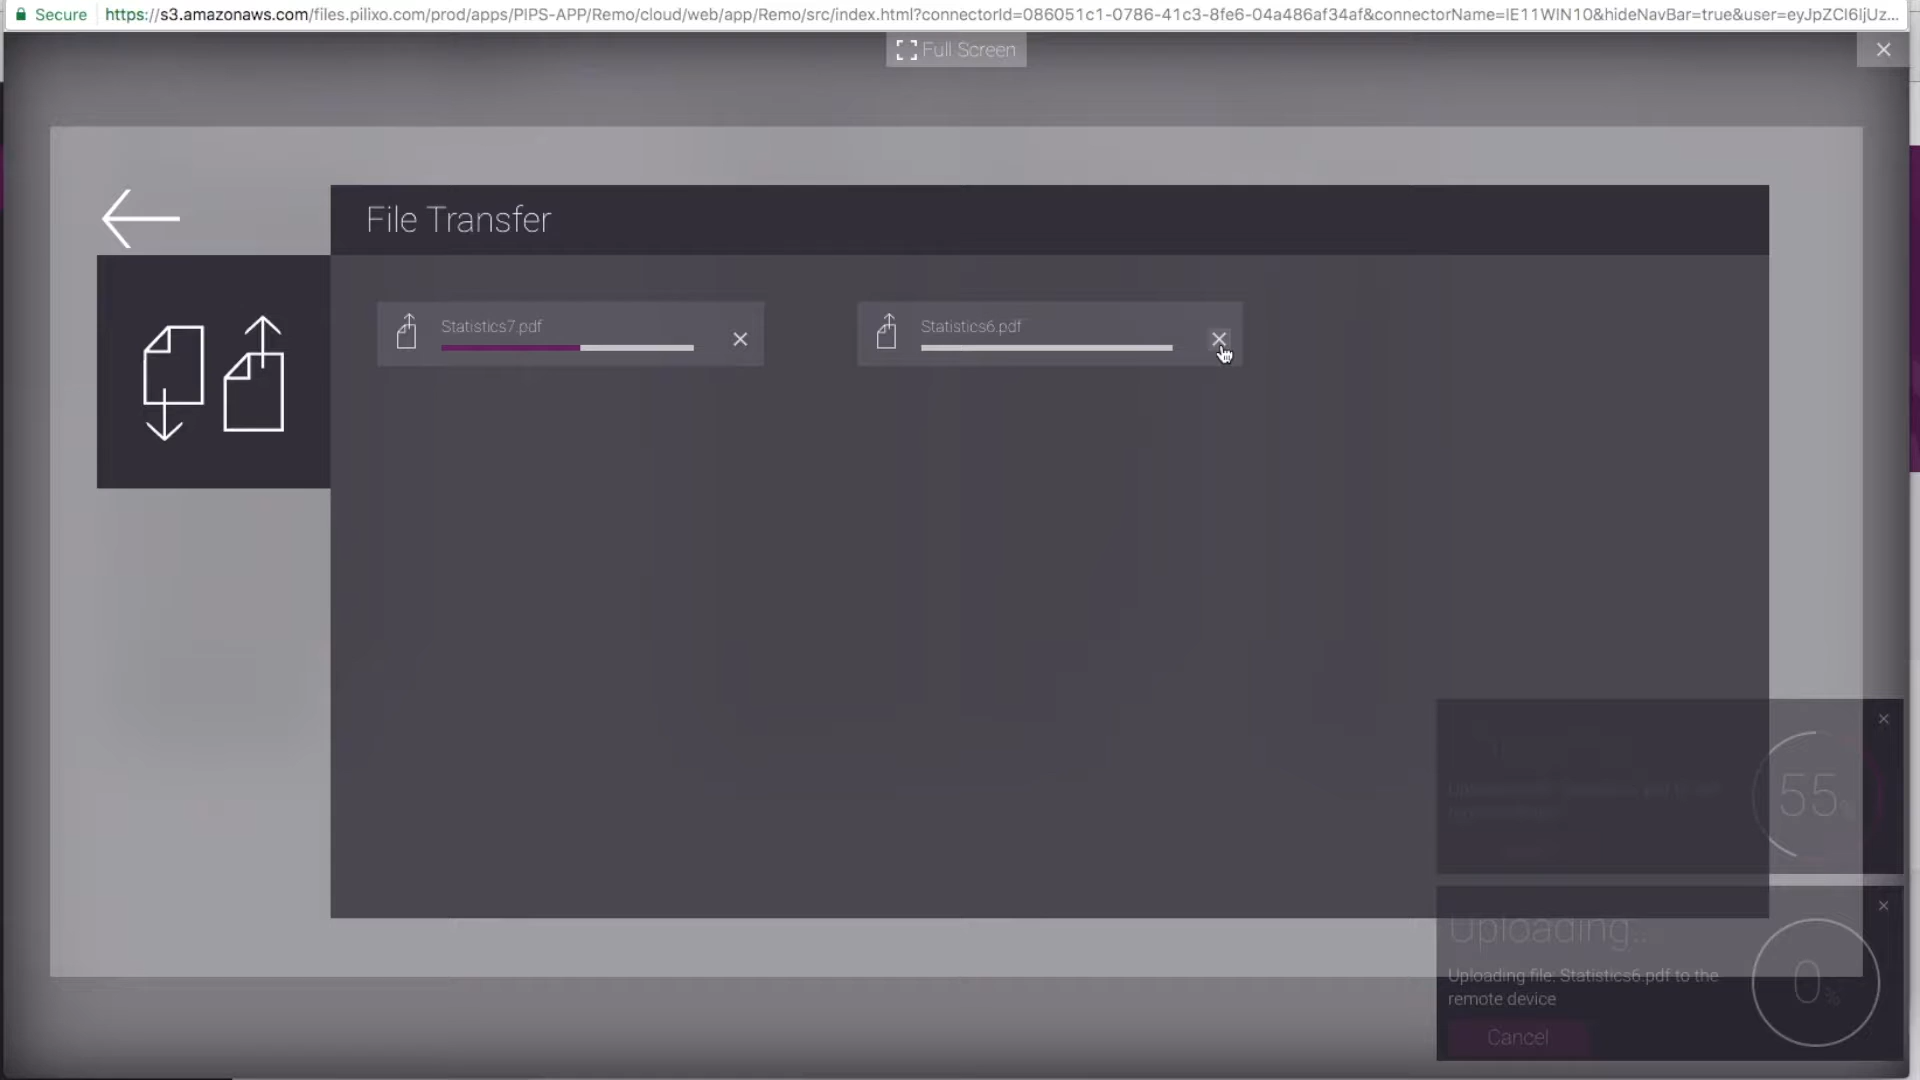 Secure https://s3.amazonaws.com/files.pilixo.com/prod/apps/PIPS-APP/Remo/cloud/web/app/Remo/src/index.html?connectorId=086051c1-0786-41c3-8fe6-04a486af34af&connectorName=IE11WIN10&hideNavBar=true&user=eyJpZCI6IjUz...
Full Screen
File Transfer
Statistics7.pdf
Statistics6.pdf
55%
Uploading...
Uploading file: Statistics6.pdf to the
remote device
0%
Cancel